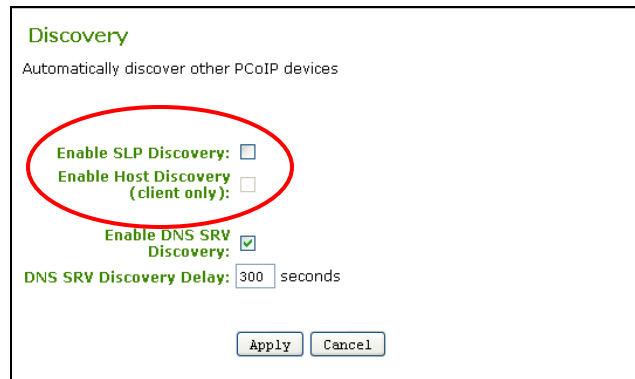 Discovery
Automatically discover other PCoIP devices
Enable SLP Discovery:
Enable Host Discovery
(client only):
Enable DNS SRV
Discovery:
DNS SRV Discovery Delay: 300 seconds
Apply Cancel